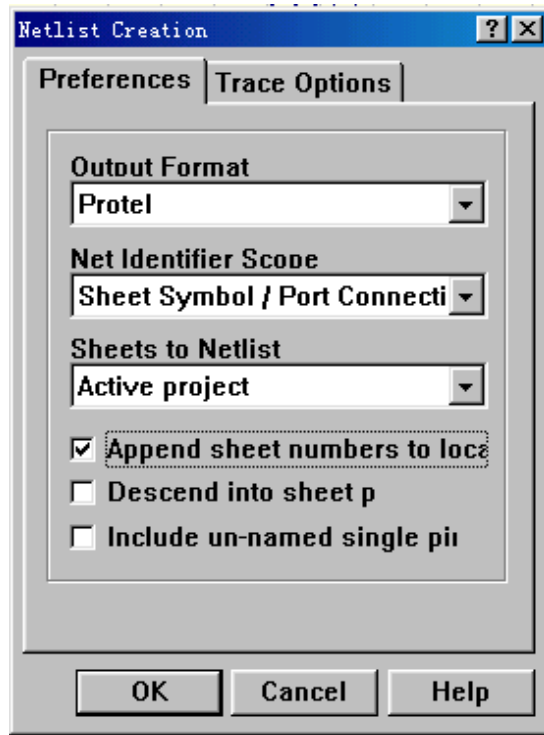 Netlist Creation
Preferences
Trace Options
Output Format
Protel
Net Identifier Scope
Sheet Symbol / Port Connecti
Sheets to Netlist
Active project
Append sheet numbers to loca
Descend into sheet p
Include un-named single pin
OK
Cancel
Help